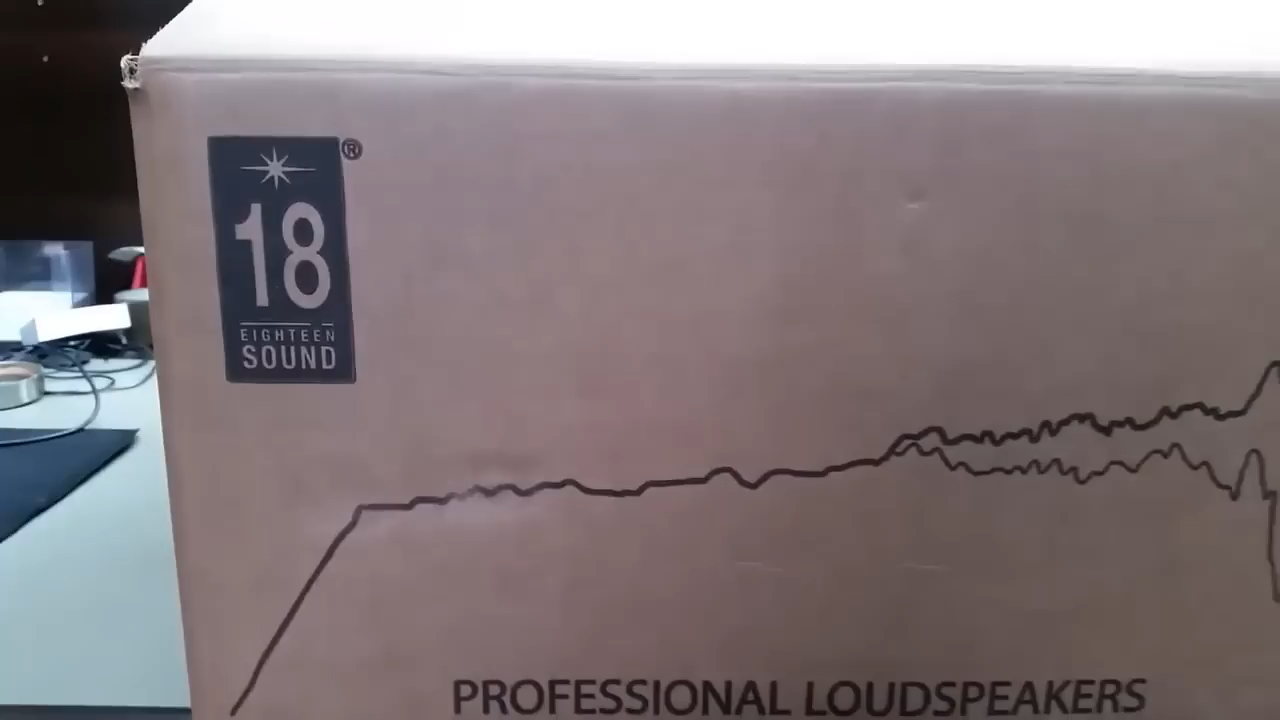 ®
18
EIGHTEEN
SOUND
PROFESSIONAL LOUDSPEAKERS